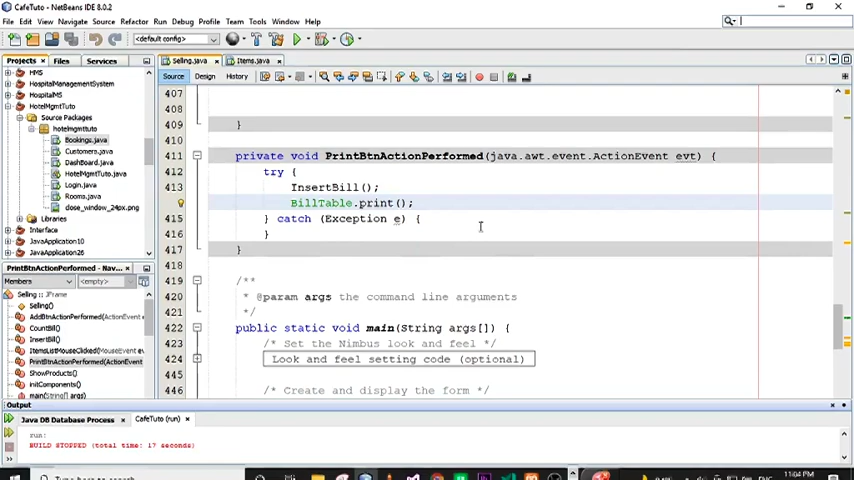 CafeTuto - NetBeans IDE 8.0.2
File Edit View Navigate Source Refactor Run Debug Profile Team Tools Window Help
<default config>
Projects Files Services
Selling.java Items.java
Source Design History
HMS
HospitalManagementSystem
HospitalMS
HotelMgmtTuto
Source Packages
hotelmgmttuto
Bookings.java
Customers.java
DashBoard.java
HotelMgmtTuto.java
Login.java
Rooms.java
dose_window_24px.png
Libraries
Interface
JavaApplication10
JavaApplication26
407
408
409 }
410
411 private void PrintBtnActionPerformed(java.awt.event.ActionEvent evt) {
412 try {
413 InsertBill();
BillTable.print();
415 } catch (Exception e) {
416 }
417 }
418
419 /**
420 * @param args the command line arguments
421 */
422 public static void main(String args[]) {
423 /* Set the Nimbus look and feel */
424 Look and feel setting code (optional)
445
446 /* Create and display the form */
PrintBtnActionPerformed - Nav...
Members <empty>
Selling :: JFrame
Selling()
AddBtnActionPerformed(ActionEvent
CountBill()
InsertBill()
ItemsListMouseClicked(MouseEvent
PrintBtnActionPerformed(ActionEvent
ShowProducts()
initComponents()
main(String[] args)
Output
Java DB Database Process CafeTuto (run)
run:
BUILD STOPPED (total time: 17 seconds)
Type here to search
ENG
11:04 PM